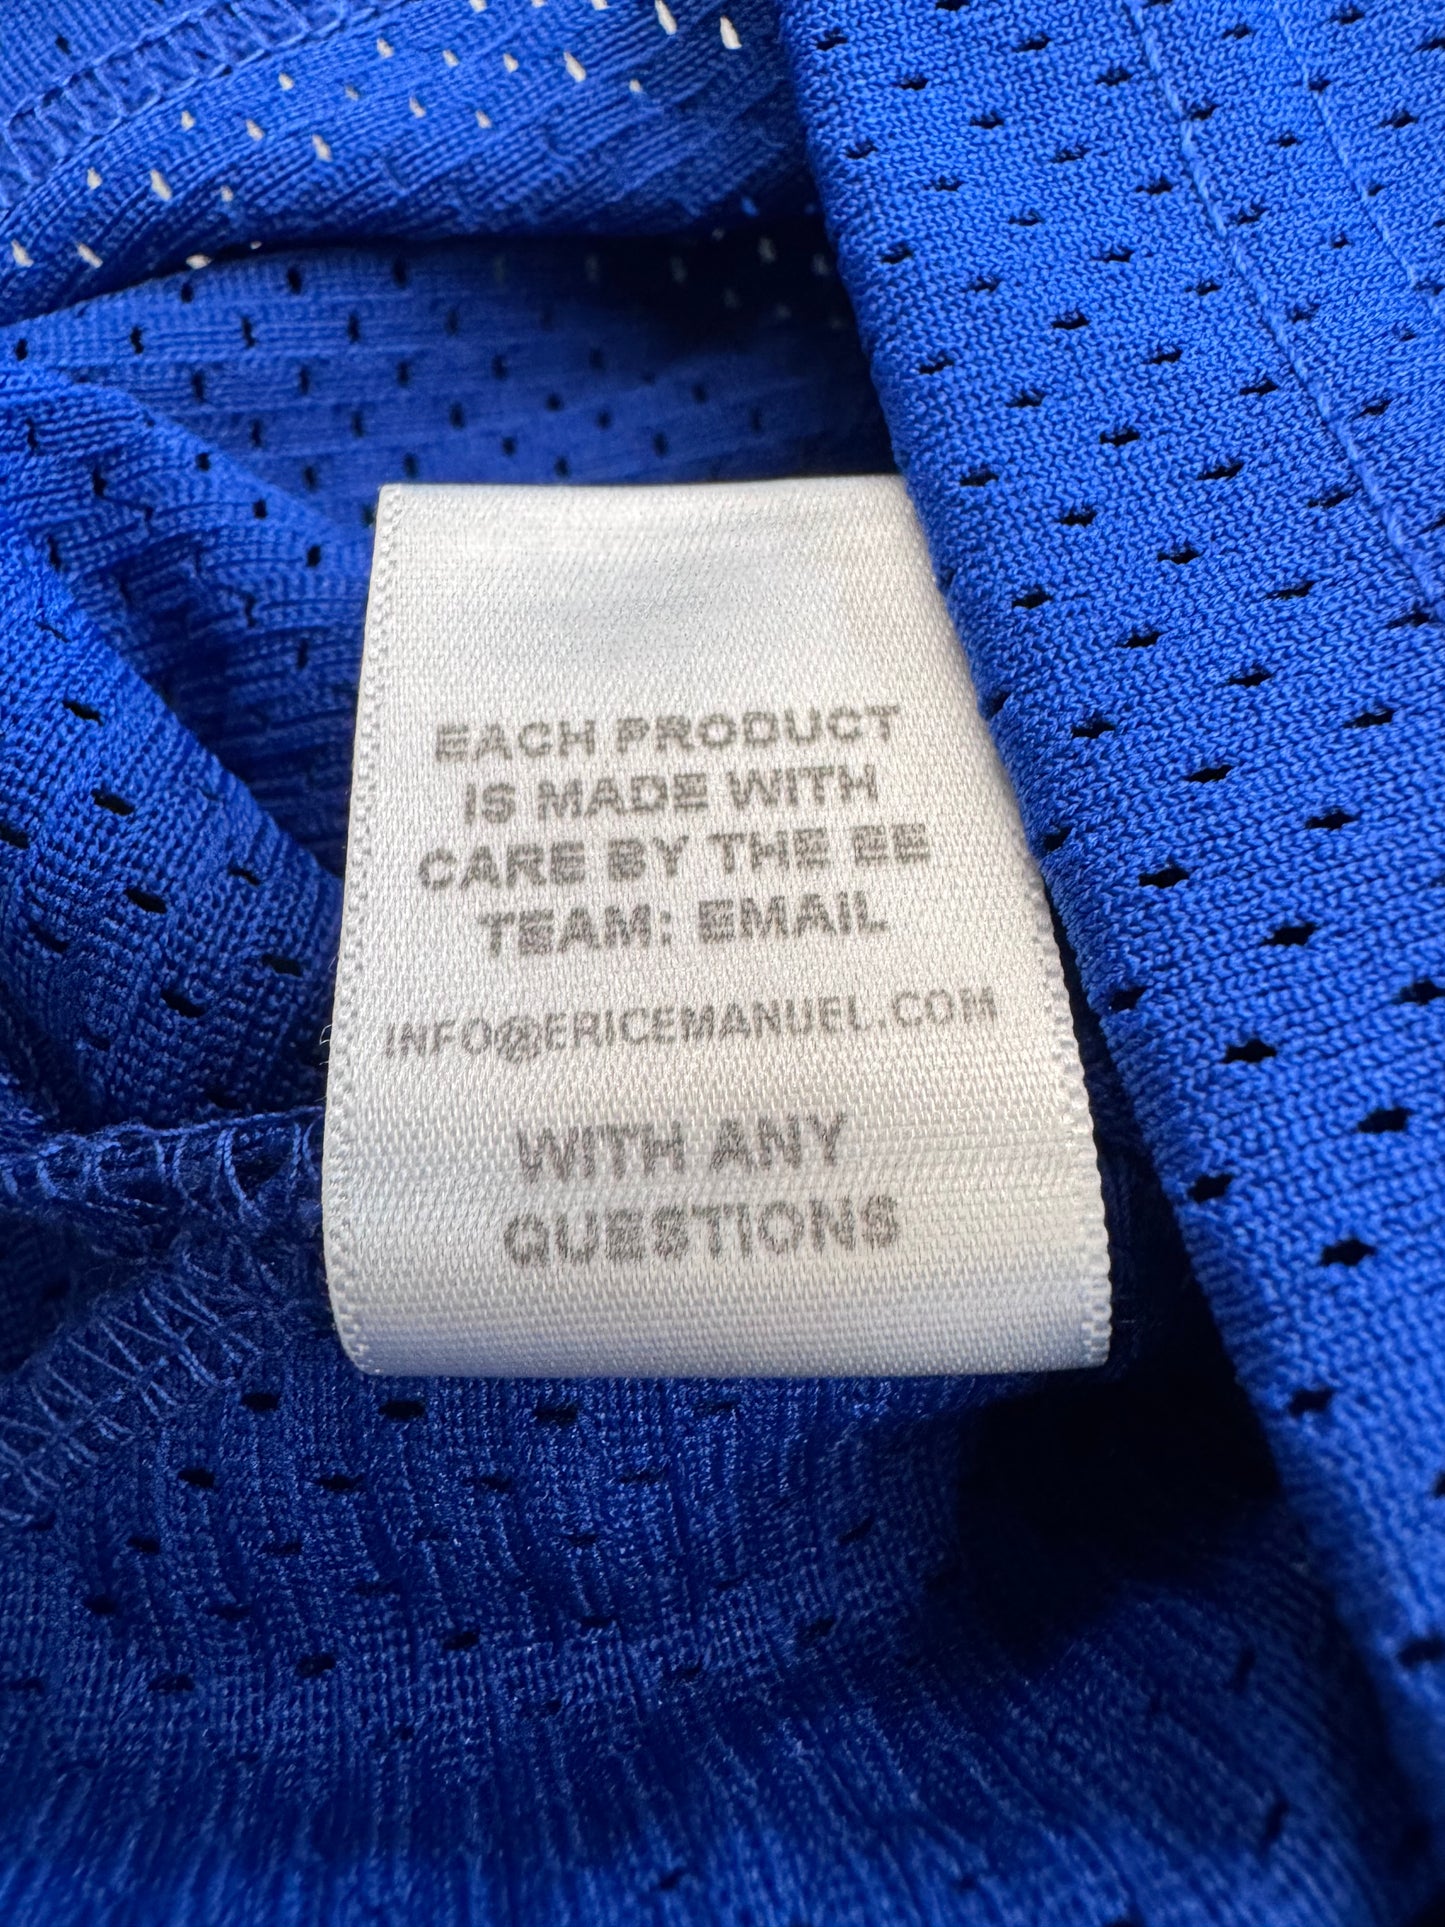 EACH PRODUCT
IS MADE WITH
CARE BY THE EE
TEAM: EMAIL
INFO@ERICEMANUEL.COM
WITH ANY
QUESTIONS